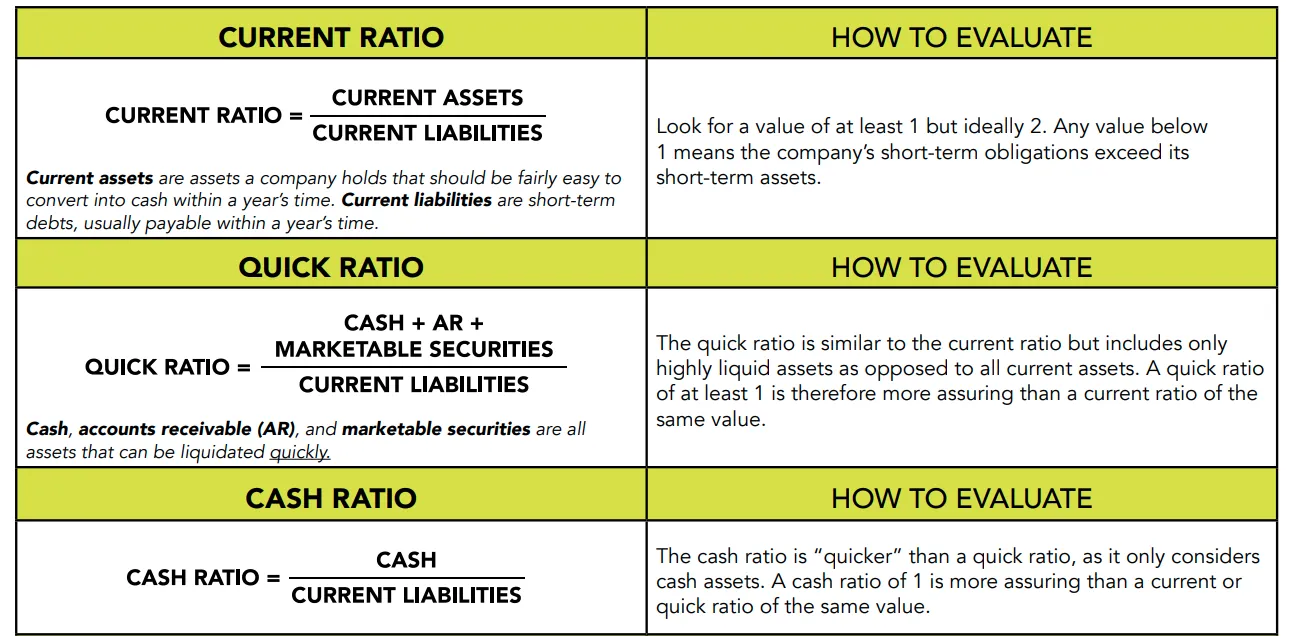 CURRENT RATIO
HOW TO EVALUATE
CURRENT RATIO =
CURRENT ASSETS
CURRENT LIABILITIES
Current assets are assets a company holds that should be fairly easy to
convert into cash within a year’s time. Current liabilities are short-term
debts, usually payable within a year’s time.
Look for a value of at least 1 but ideally 2. Any value below
1 means the company’s short-term obligations exceed its
short-term assets.
QUICK RATIO
HOW TO EVALUATE
QUICK RATIO =
CASH + AR +
MARKETABLE SECURITIES
CURRENT LIABILITIES
Cash, accounts receivable (AR), and marketable securities are all
assets that can be liquidated quickly.
The quick ratio is similar to the current ratio but includes only
highly liquid assets as opposed to all current assets. A quick ratio
of at least 1 is therefore more assuring than a current ratio of the
same value.
CASH RATIO
HOW TO EVALUATE
CASH RATIO =
CASH
CURRENT LIABILITIES
The cash ratio is “quicker” than a quick ratio, as it only considers
cash assets. A cash ratio of 1 is more assuring than a current or
quick ratio of the same value.